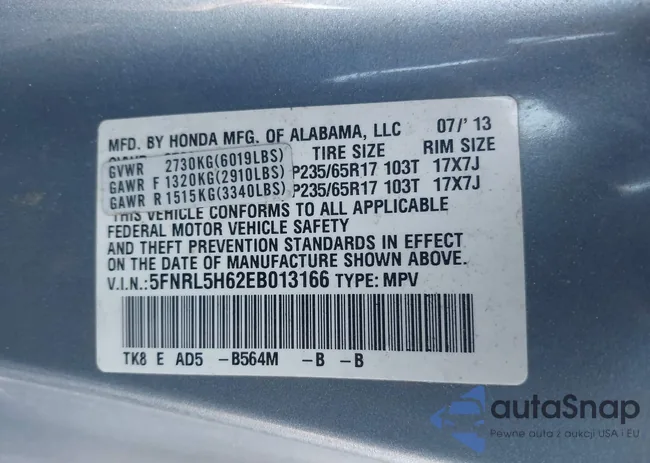 MFD. BY HONDA MFG. OF ALABAMA, LLC 07/'13
GVWR 2730KG(6019LBS) TIRE SIZE RIM SIZE
GAWR F 1320KG(2910LBS) P235/65R17 103T 17X7J
GAWR R 1515KG(3340LBS) P235/65R17 103T 17X7J
THIS VEHICLE CONFORMS TO ALL APPLICABLE
FEDERAL MOTOR VEHICLE SAFETY
AND THEFT PREVENTION STANDARDS IN EFFECT
ON THE DATE OF MANUFACTURE SHOWN ABOVE.
V.I.N.:5FNRL5H62EB013166 TYPE: MPV
TK8 E AD5 -B564M -B -B
autaSnap
Pewne auta z aukcji USA i EU